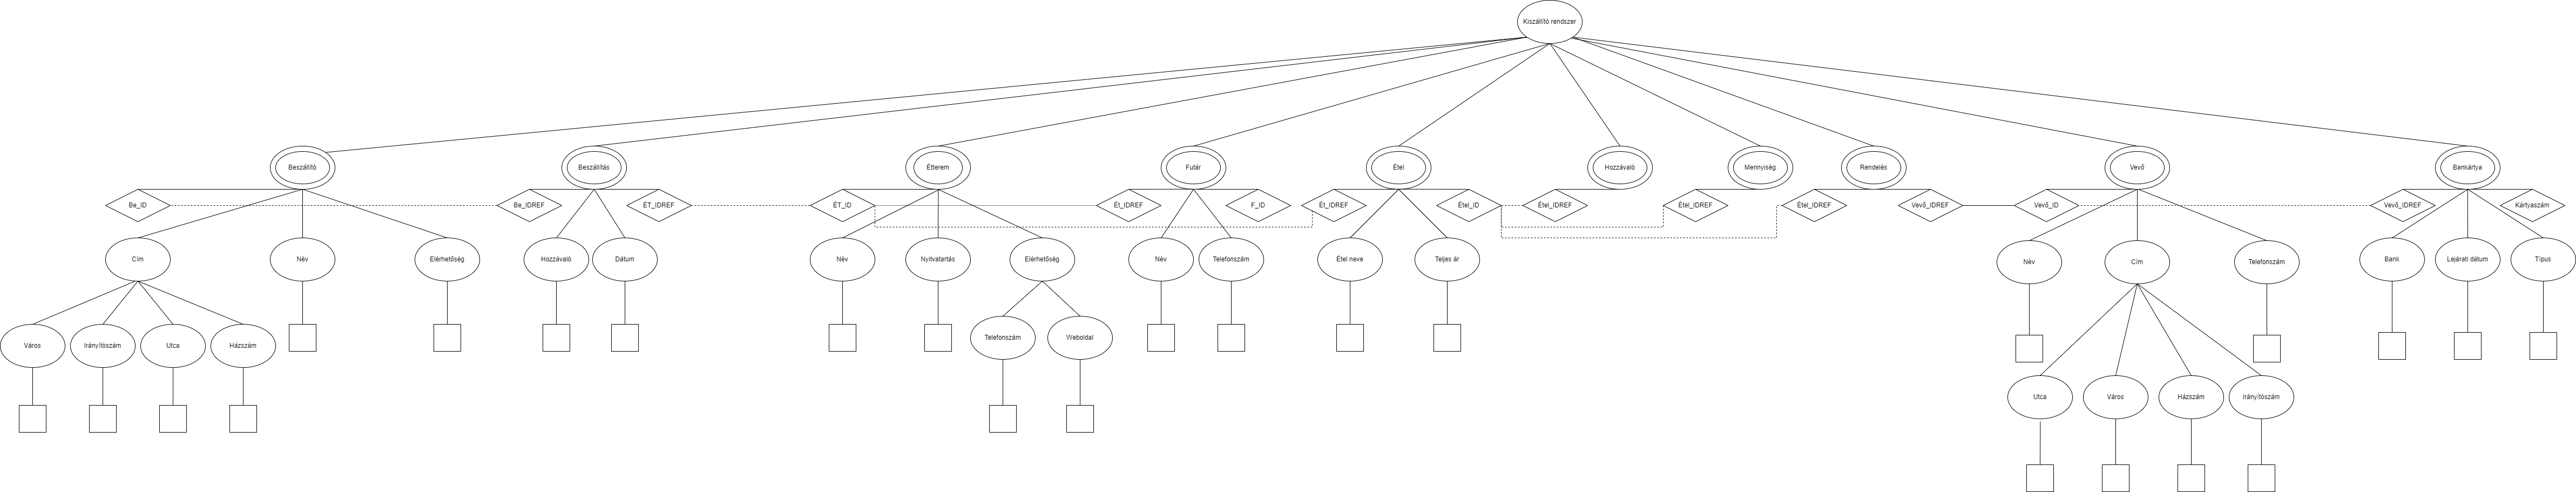 Kiszállító rendszer
Beszállító
Beszállítás
Étterem
Futár
Étel
Hozzávaló
Mennyiség
Rendelés
Vevő
Bankártya
Be_ID
Be_IDREF
ÉT_IDREF
ÉT_ID
Ét_IDREF
F_ID
Ét_IDREF
Étel_ID
Étel_IDREF
Étel_IDREF
Étel_IDREF
Vevő_IDREF
Vevő_ID
Vevő_IDREF
Kártyaszám
Cím
Név
Elérhetőség
Hozzávaló
Dátum
Név
Nyitvatartás
Elérhetőség
Név
Telefonszám
Étel neve
Teljes ár
Név
Cím
Telefonszám
Bank
Lejárati dátum
Típus
Város
Irányítószám
Utca
Házszám
Telefonszám
Weboldal
Utca
Város
Házszám
Irányítószám